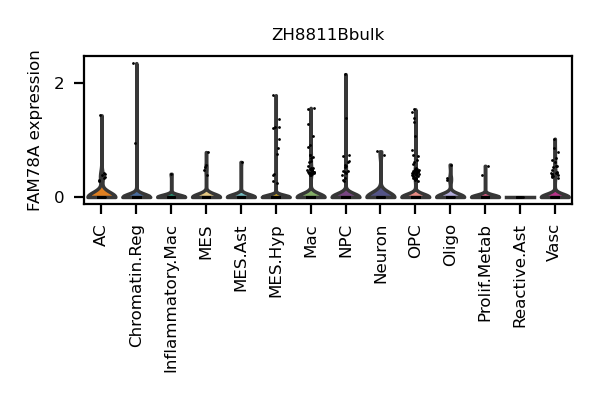 ZH8811Bbulk
FAM78A expression
2
0
AC
Chromatin.Reg
Inflammatory.Mac
MES
MES.Ast
MES.Hyp
Mac
NPC
Neuron
OPC
Oligo
Prolif.Metab
Reactive.Ast
Vasc